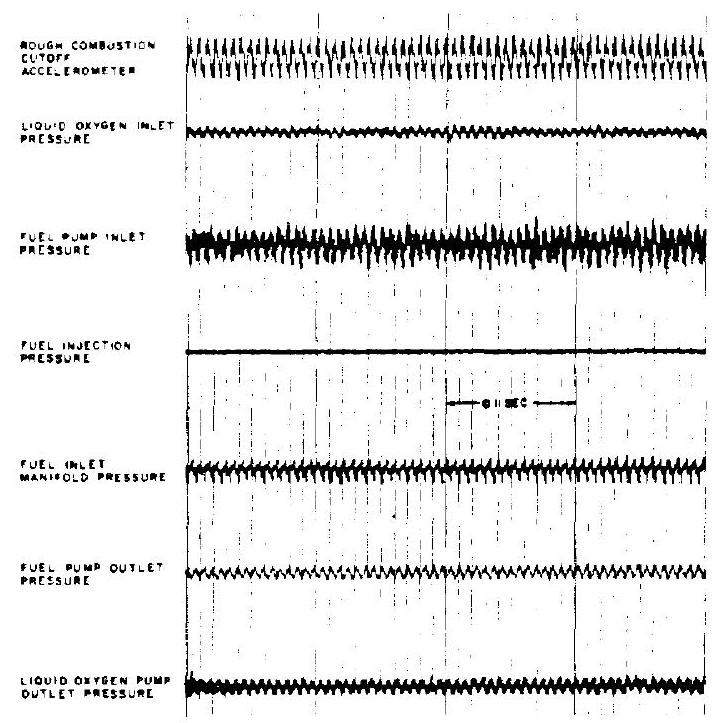 ROUGH COMBUSTION
CUTOFF
ACCELEROMETER
LIQUID OXYGEN INLET
PRESSURE
FUEL PUMP INLET
PRESSURE
FUEL INJECTION
PRESSURE
SEC
FUEL INLET
MANIFOLD PRESSURE
FUEL PUMP OUTLET
PRESSURE
LIQUID OXYGEN PUMP
OUTLET PRESSURE